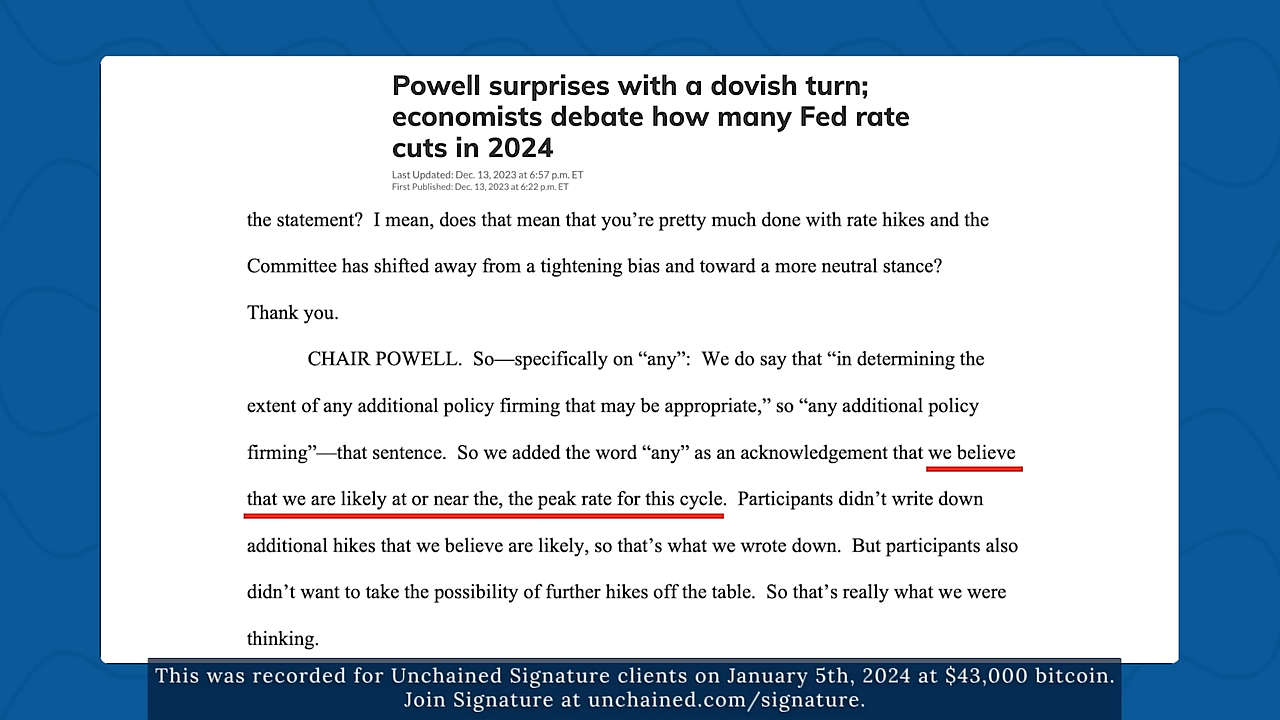 Powell surprises with a dovish turn;
economists debate how many Fed rate
cuts in 2024
Last Updated: Dec. 13, 2023 at 6:57 p.m. ET
First Published: Dec. 13, 2023 at 6:22 p.m. ET
the statement?  I mean, does that mean that you’re pretty much done with rate hikes and the
Committee has shifted away from a tightening bias and toward a more neutral stance?
Thank you.
CHAIR POWELL.  So—specifically on “any”:  We do say that “in determining the
extent of any additional policy firming that may be appropriate,” so “any additional policy
firming”—that sentence.  So we added the word “any” as an acknowledgement that we believe
that we are likely at or near the, the peak rate for this cycle.  Participants didn’t write down
additional hikes that we believe are likely, so that’s what we wrote down.  But participants also
didn’t want to take the possibility of further hikes off the table.  So that’s really what we were
thinking.
This was recorded for Unchained Signature clients on January 5th, 2024 at $43,000 bitcoin.
Join Signature at unchained.com/signature.